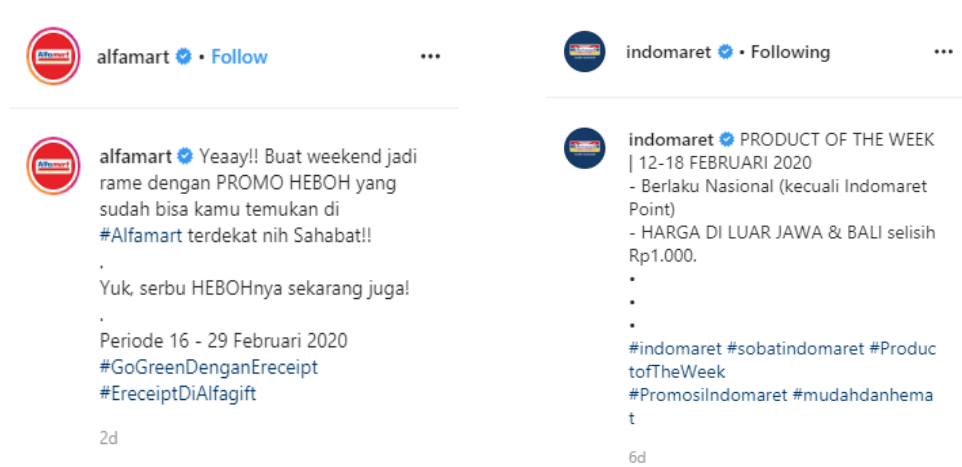 alfamart • Follow
alfamart Yeaay!! Buat weekend jadi
rame dengan PROMO HEBOH yang
sudah bisa kamu temukan di
#Alfamart terdekat nih Sahabat!!
.
Yuk, serbu HEBOHnya sekarang juga!
.
Periode 16 - 29 Februari 2020
#GoGreenDenganEreceipt
#EreceiptDiAlfagift
2d
indomaret • Following
indomaret PRODUCT OF THE WEEK
| 12-18 FEBRUARI 2020
- Berlaku Nasional (kecuali Indomaret
Point)
- HARGA DI LUAR JAWA & BALI selisih
Rp1.000.
•
•
•
#indomaret #sobatindomaret #Produc
tofTheWeek
#PromosiIndomaret #mudahdanhema
t
6d